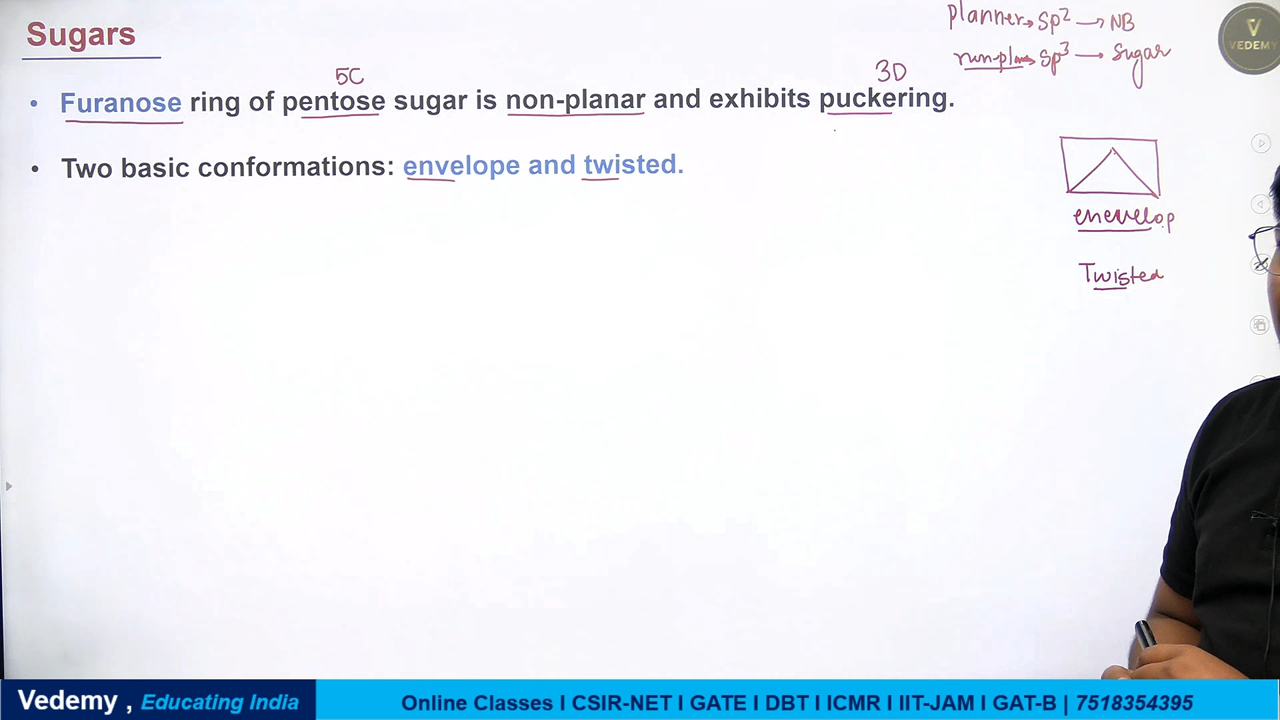 Sugars
planner → Sp² → NB
non-plan → Sp³ → Sugar
V
VEDEMY
5C
3D
• Furanose ring of pentose sugar is non-planar and exhibits puckering.
• Two basic conformations: envelope and twisted.
enevelop
Twisted
Vedemy , Educating India
Online Classes I CSIR-NET I GATE I DBT I ICMR I IIT-JAM I GAT-B | 7518354395